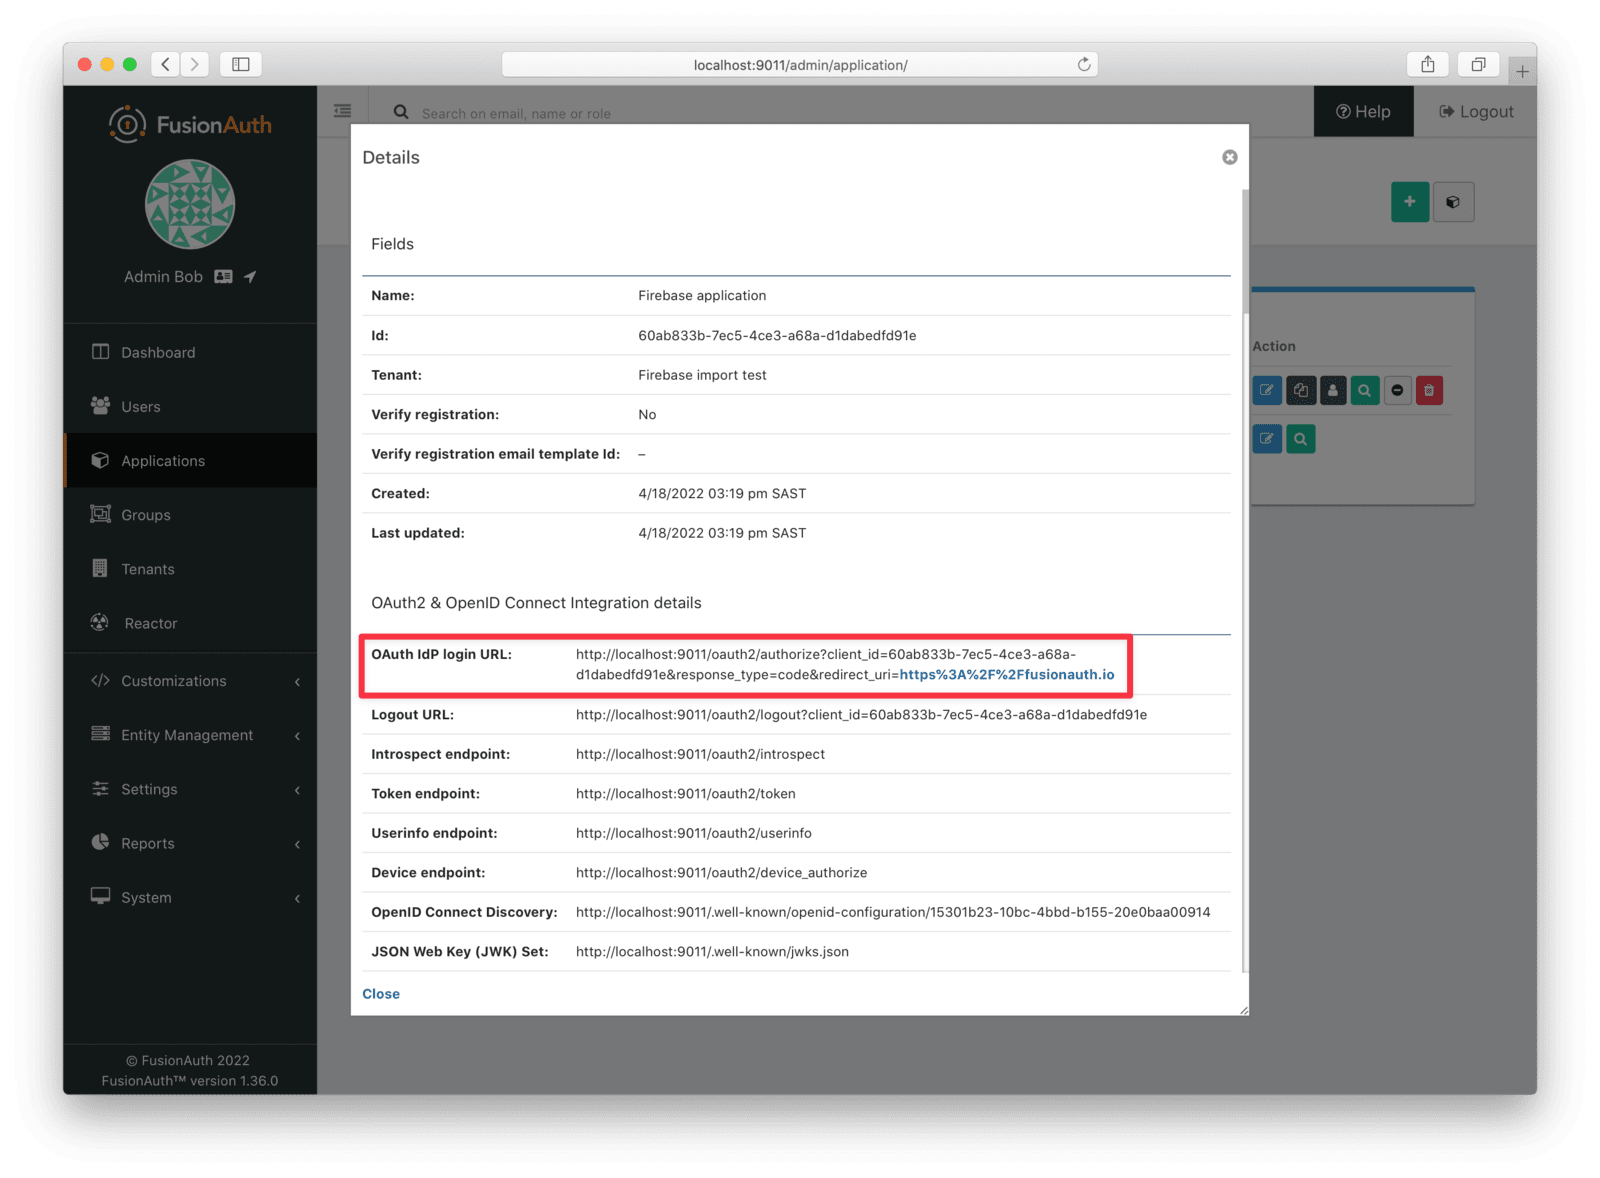 localhost:9011/admin/application/
FusionAuth
Search on email, name or role
Help
Logout
Admin Bob
Dashboard
Users
Applications
Groups
Tenants
Reactor
Customizations
Entity Management
Settings
Reports
System
© FusionAuth 2022
FusionAuth™ version 1.36.0
Details
Fields
Name: Firebase application
Id: 60ab833b-7ec5-4ce3-a68a-d1dabedfd91e
Tenant: Firebase import test
Verify registration: No
Verify registration email template Id: –
Created: 4/18/2022 03:19 pm SAST
Last updated: 4/18/2022 03:19 pm SAST
OAuth2 & OpenID Connect Integration details
OAuth IdP login URL: http://localhost:9011/oauth2/authorize?client_id=60ab833b-7ec5-4ce3-a68a-
d1dabedfd91e&response_type=code&redirect_uri=https%3A%2F%2Ffusionauth.io
Logout URL: http://localhost:9011/oauth2/logout?client_id=60ab833b-7ec5-4ce3-a68a-d1dabedfd91e
Introspect endpoint: http://localhost:9011/oauth2/introspect
Token endpoint: http://localhost:9011/oauth2/token
Userinfo endpoint: http://localhost:9011/oauth2/userinfo
Device endpoint: http://localhost:9011/oauth2/device_authorize
OpenID Connect Discovery: http://localhost:9011/.well-known/openid-configuration/15301b23-10bc-4bbd-b155-20e0baa00914
JSON Web Key (JWK) Set: http://localhost:9011/.well-known/jwks.json
Close
Action